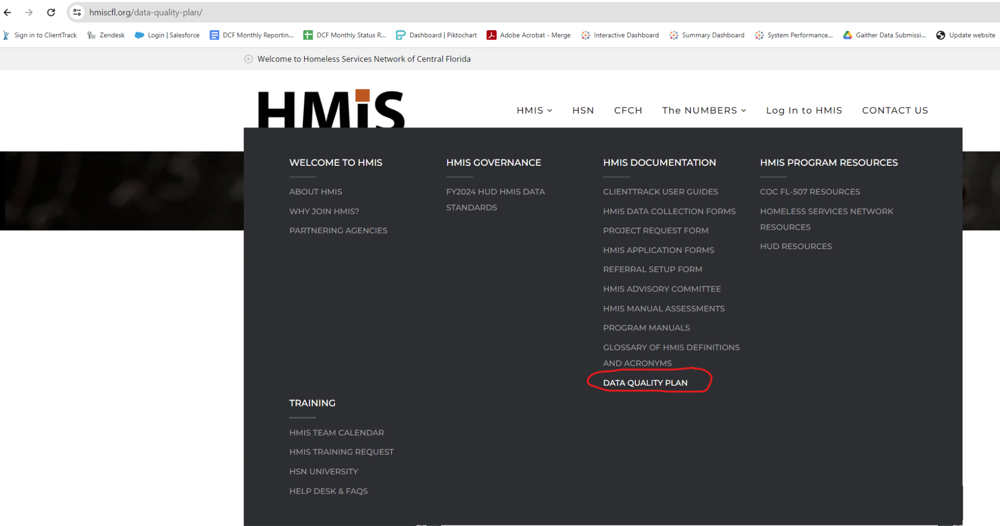 hmiscfl.org/data-quality-plan/
Sign in to ClientTrack Zendesk Login | Salesforce DCF Monthly Reportin... DCF Monthly Status R... Dashboard | Piktochart Adobe Acrobat - Merge Interactive Dashboard Summary Dashboard System Performance... Gaither Data Submissi... Update website
Welcome to Homeless Services Network of Central Florida
HMiS
HMIS HSN CFCH The NUMBERS Log In to HMIS CONTACT US
WELCOME TO HMIS
ABOUT HMIS
WHY JOIN HMIS?
PARTNERING AGENCIES
HMIS GOVERNANCE
FY2024 HUD HMIS DATA
STANDARDS
HMIS DOCUMENTATION
CLIENTTRACK USER GUIDES
HMIS DATA COLLECTION FORMS
PROJECT REQUEST FORM
HMIS APPLICATION FORMS
REFERRAL SETUP FORM
HMIS ADVISORY COMMITTEE
HMIS MANUAL ASSESSMENTS
PROGRAM MANUALS
GLOSSARY OF HMIS DEFINITIONS
AND ACRONYMS
DATA QUALITY PLAN
HMIS PROGRAM RESOURCES
COC FL-507 RESOURCES
HOMELESS SERVICES NETWORK
RESOURCES
HUD RESOURCES
TRAINING
HMIS TEAM CALENDAR
HMIS TRAINING REQUEST
HSN UNIVERSITY
HELP DESK & FAQS